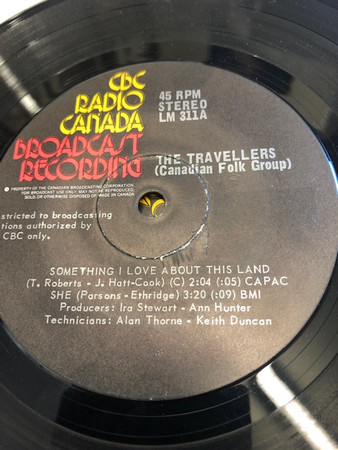 CBC
RADIO
CANADA
BROADCAST
RECORDING
45 RPM
STEREO
LM 311A
© PROPERTY OF THE CANADIAN BROADCASTING CORPORATION.
FOR BROADCAST USE ONLY, MAY NOT BE REPRODUCED,
SOLD OR OTHERWISE DISPOSED OF. MADE IN CANADA.
THE TRAVELLERS
(Canadian Folk Group)
stricted to broadcasting
tions authorized by
CBC only.
SOMETHING I LOVE ABOUT THIS LAND
(T. Roberts - J. Hatt-Cook) (C) 2:04 (:05) CAPAC
SHE (Parsons - Ethridge) 3:20 (:09) BMI
Producers: Ira Stewart - Ann Hunter
Technicians: Alan Thorne - Keith Duncan